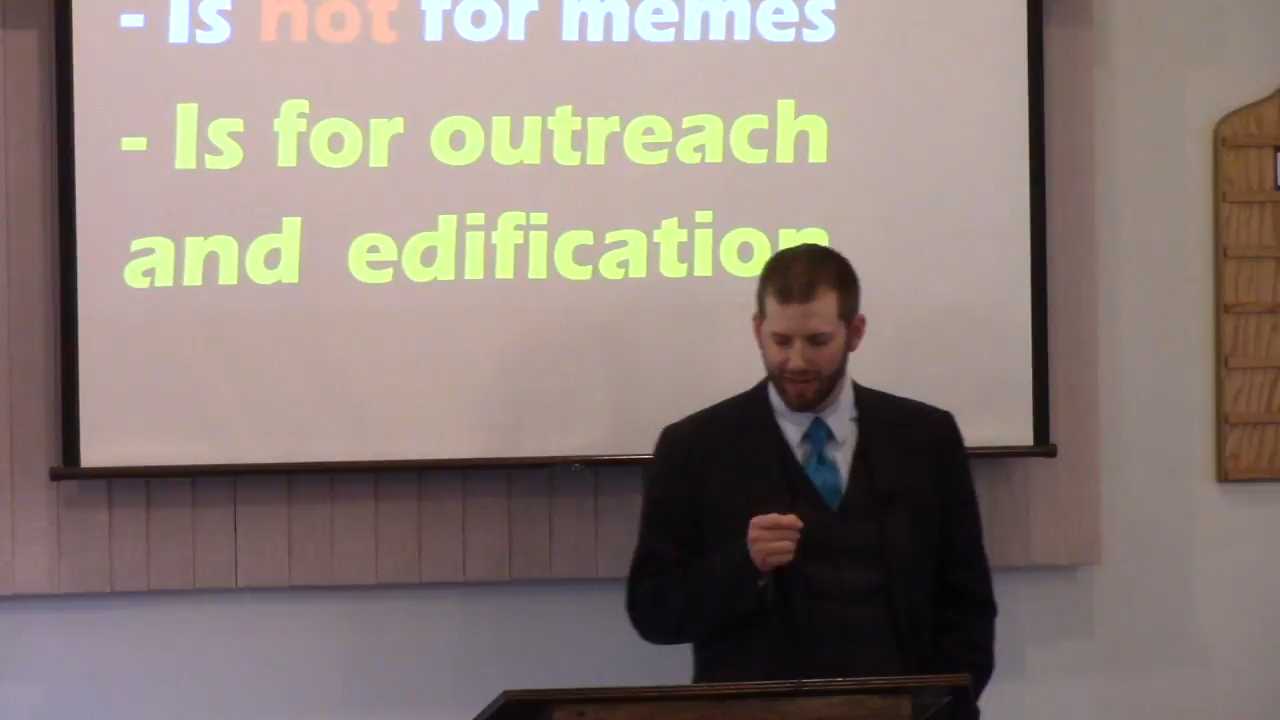 - Is not for memes
- Is for outreach
and edification